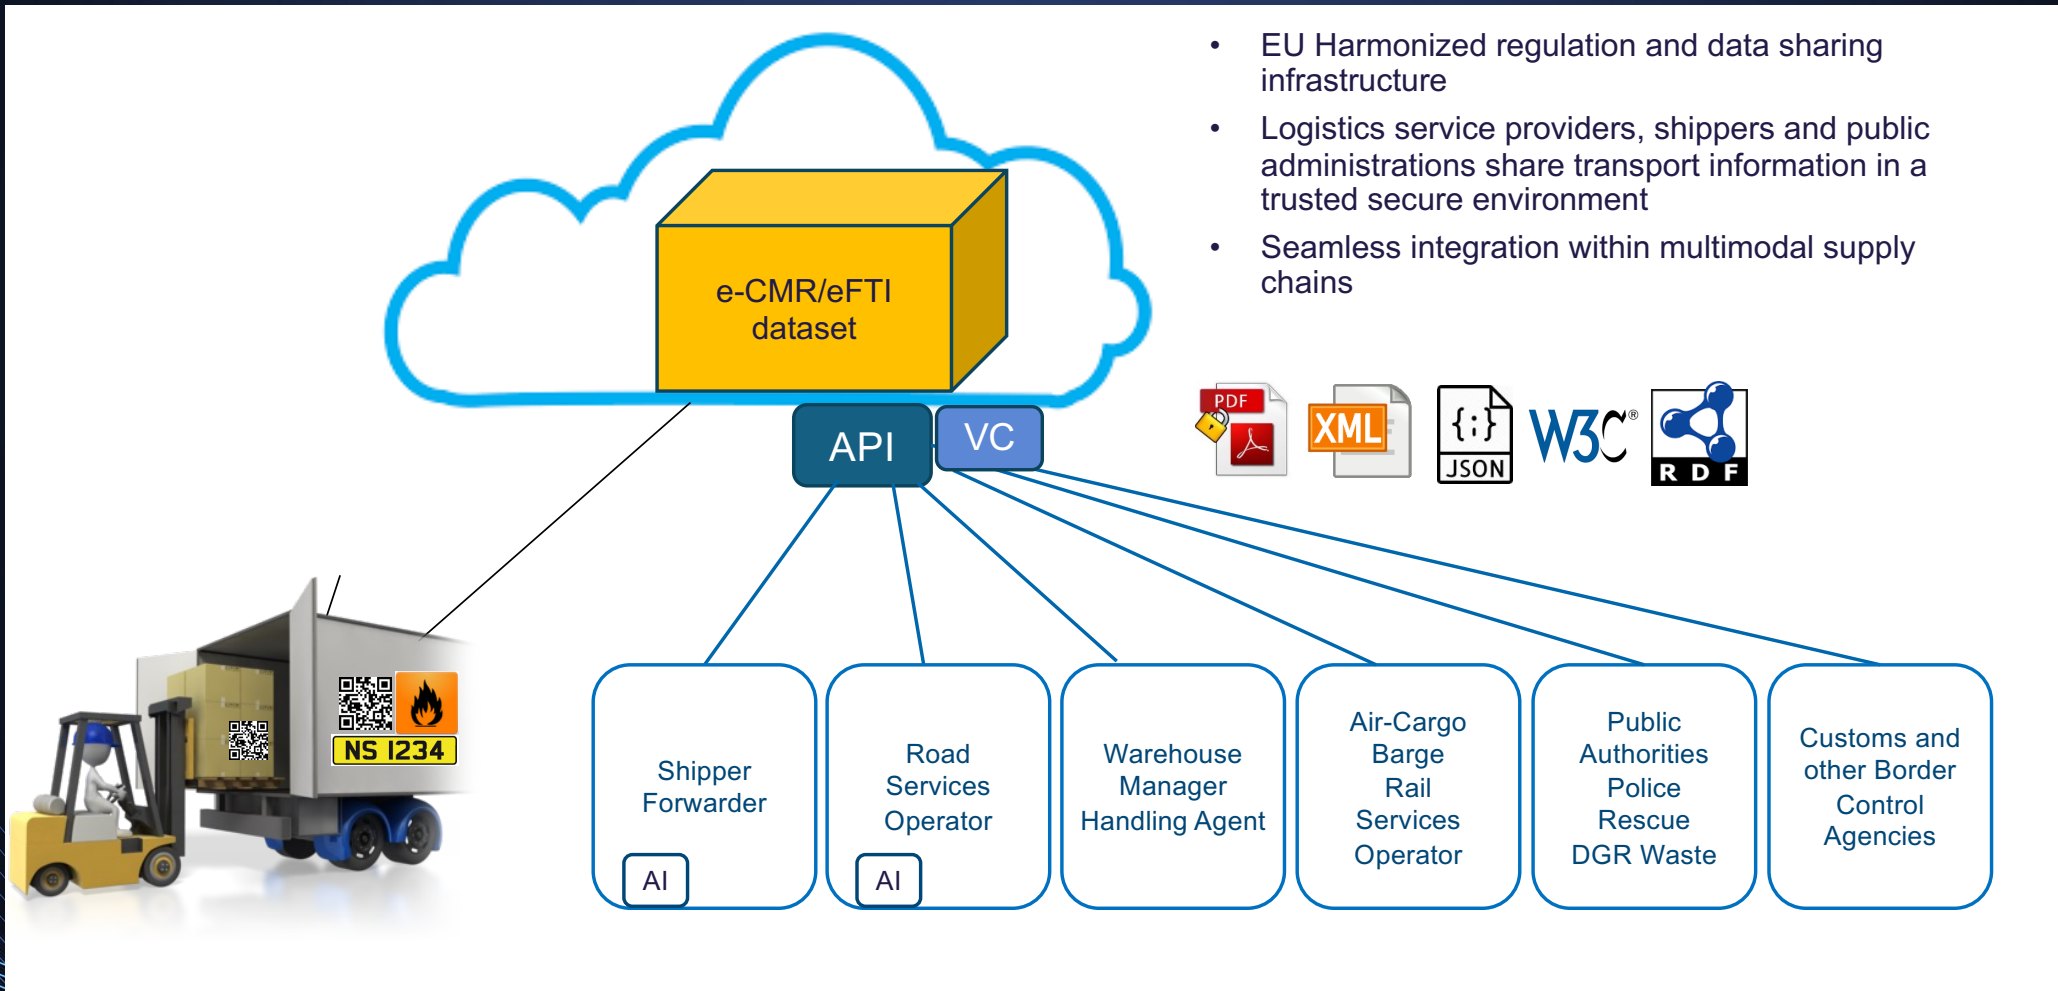 • EU Harmonized regulation and data sharing
infrastructure
• Logistics service providers, shippers and public
administrations share transport information in a
trusted secure environment
• Seamless integration within multimodal supply
chains
e-CMR/eFTI
dataset
API
VC
PDF
XML
{;}
JSON
W3C®
RDF
NS 1234
Shipper
Forwarder
AI
Road
Services
Operator
AI
Warehouse
Manager
Handling Agent
Air-Cargo
Barge
Rail
Services
Operator
Public
Authorities
Police
Rescue
DGR Waste
Customs and
other Border
Control
Agencies